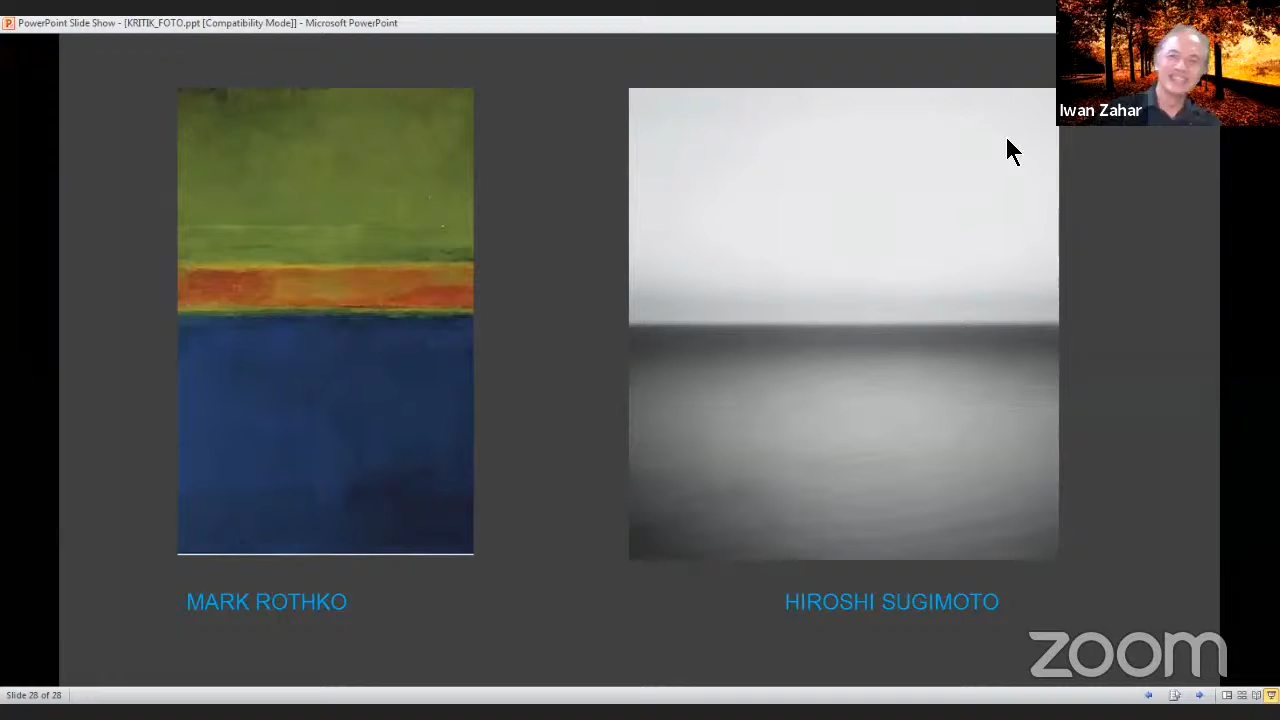 PowerPoint Slide Show - [KRITIK_FOTO.ppt [Compatibility Mode]] - Microsoft PowerPoint
Iwan Zahar
MARK ROTHKO
HIROSHI SUGIMOTO
zoom
Slide 28 of 28